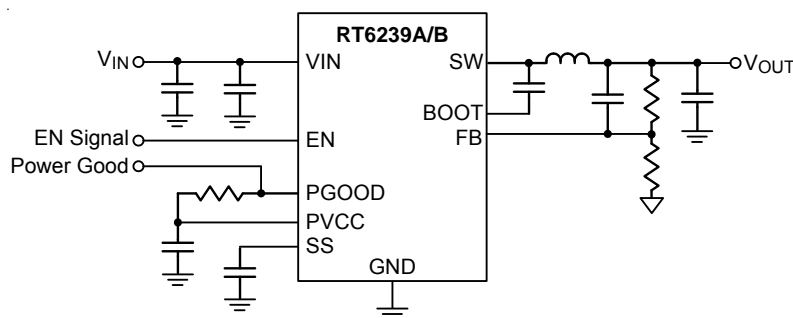 RT6239A/B
VIN
VIN
SW
VOUT
BOOT
EN Signal
EN
FB
Power Good
PGOOD
PVCC
SS
GND